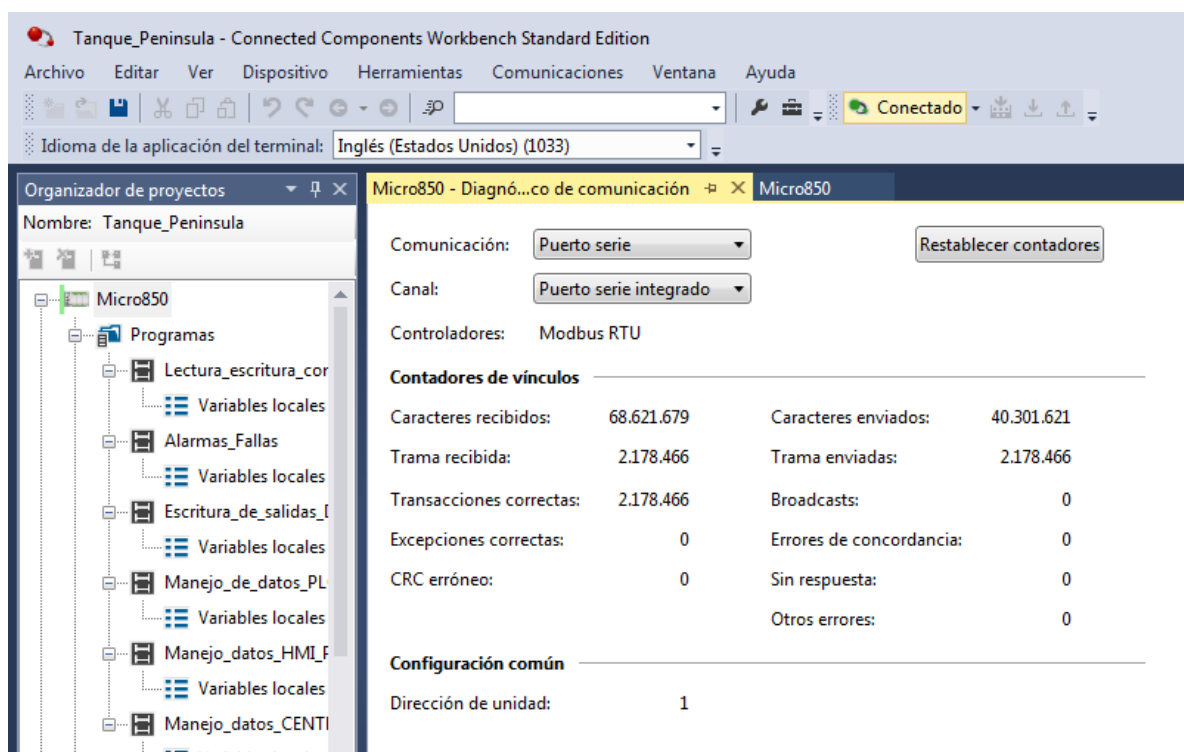 Tanque_Peninsula - Connected Components Workbench Standard Edition
Archivo Editar Ver Dispositivo Herramientas Comunicaciones Ventana Ayuda
Conectado
Idioma de la aplicación del terminal: Inglés (Estados Unidos) (1033)
Organizador de proyectos
Nombre: Tanque_Peninsula
Micro850
Programas
Lectura_escritura_cor
Variables locales
Alarmas_Fallas
Variables locales
Escritura_de_salidas_D
Variables locales
Manejo_de_datos_PL
Variables locales
Manejo_datos_HMI_P
Variables locales
Manejo_datos_CENTI
Micro850 - Diagnó...co de comunicación Micro850
Comunicación: Puerto serie Restablecer contadores
Canal: Puerto serie integrado
Controladores: Modbus RTU
Contadores de vínculos
Caracteres recibidos: 68.621.679 Caracteres enviados: 40.301.621
Trama recibida: 2.178.466 Trama enviadas: 2.178.466
Transacciones correctas: 2.178.466 Broadcasts: 0
Excepciones correctas: 0 Errores de concordancia: 0
CRC erróneo: 0 Sin respuesta: 0
Otros errores: 0
Configuración común
Dirección de unidad: 1